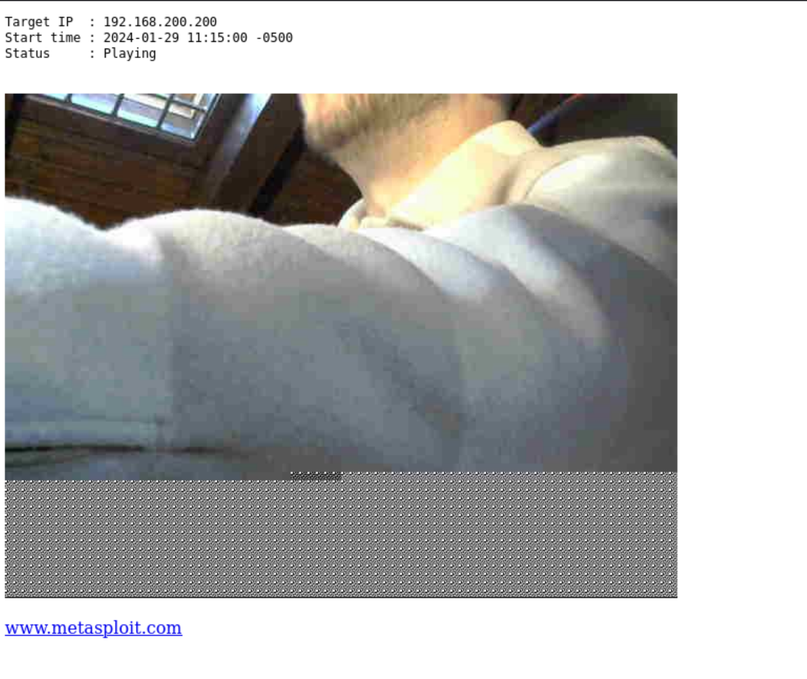 Target IP  : 192.168.200.200
Start time : 2024-01-29 11:15:00 -0500
Status     : Playing
www.metasploit.com